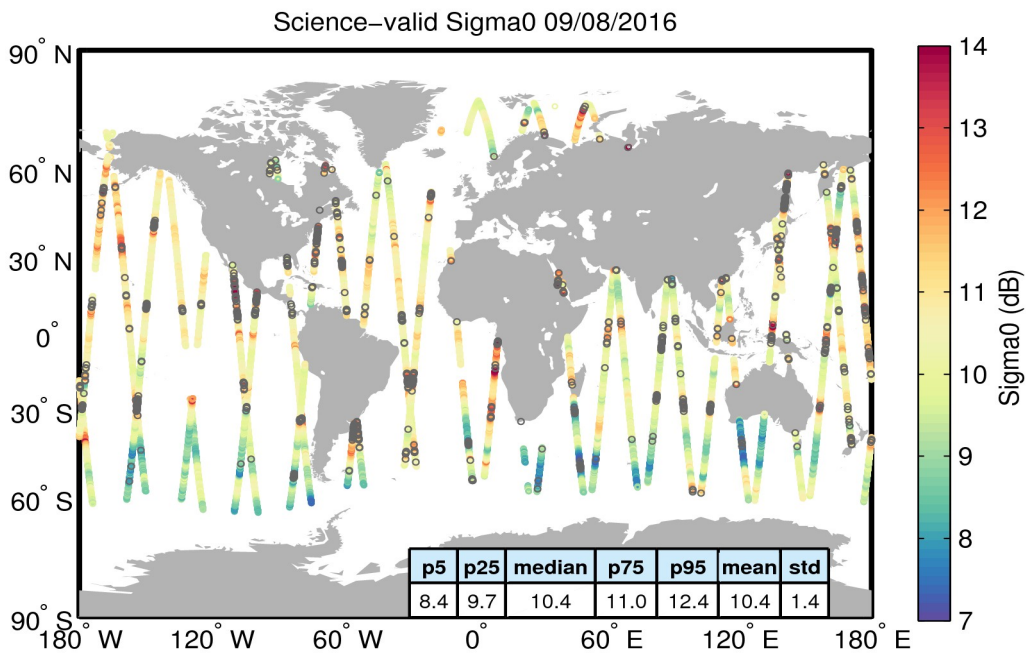 Science−valid Sigma0 09/08/2016
90° N
60° N
30° N
0°
30° S
60° S
90° S
180° W
120° W
60° W
0°
60° E
120° E
180° E
14
13
12
11
10
9
8
7
Sigma0 (dB)
p5 p25 median p75 p95 mean std
8.4 9.7 10.4 11.0 12.4 10.4 1.4